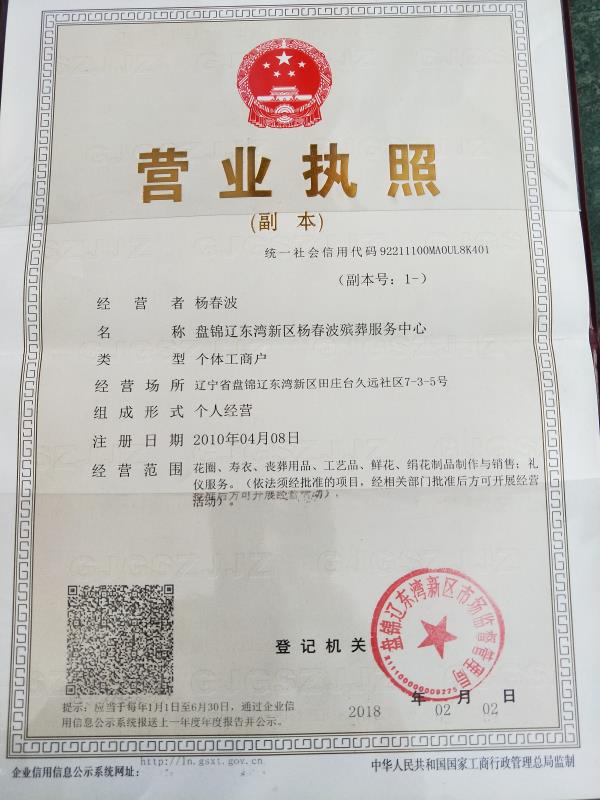 营业执照
(副 本)
统一社会信用代码 92211100MA0UL8K401
(副本号: 1-)
经营者 杨春波
名称 盘锦辽东湾新区杨春波殡葬服务中心
类型 个体工商户
经营场所 辽宁省盘锦辽东湾新区田庄台久远社区7-3-5号
组成形式 个人经营
注册日期 2010年04月08日
经营范围 花圈、寿衣、丧葬用品、工艺品、鲜花、绢花制品制作与销售; 礼
仪服务。(依法须经批准的项目, 经相关部门批准后方可开展经营
活动)。
盘锦辽东湾新区市场监督管理局
登记机关
年 月 日
2018 02 02
提示: 应当于每年1月1日至6月30日, 通过企业信
用信息公示系统报送上一年度年度报告并公示。
企业信用信息公示系统网址: http://ln.gsxt.gov.cn
中华人民共和国国家工商行政管理总局监制